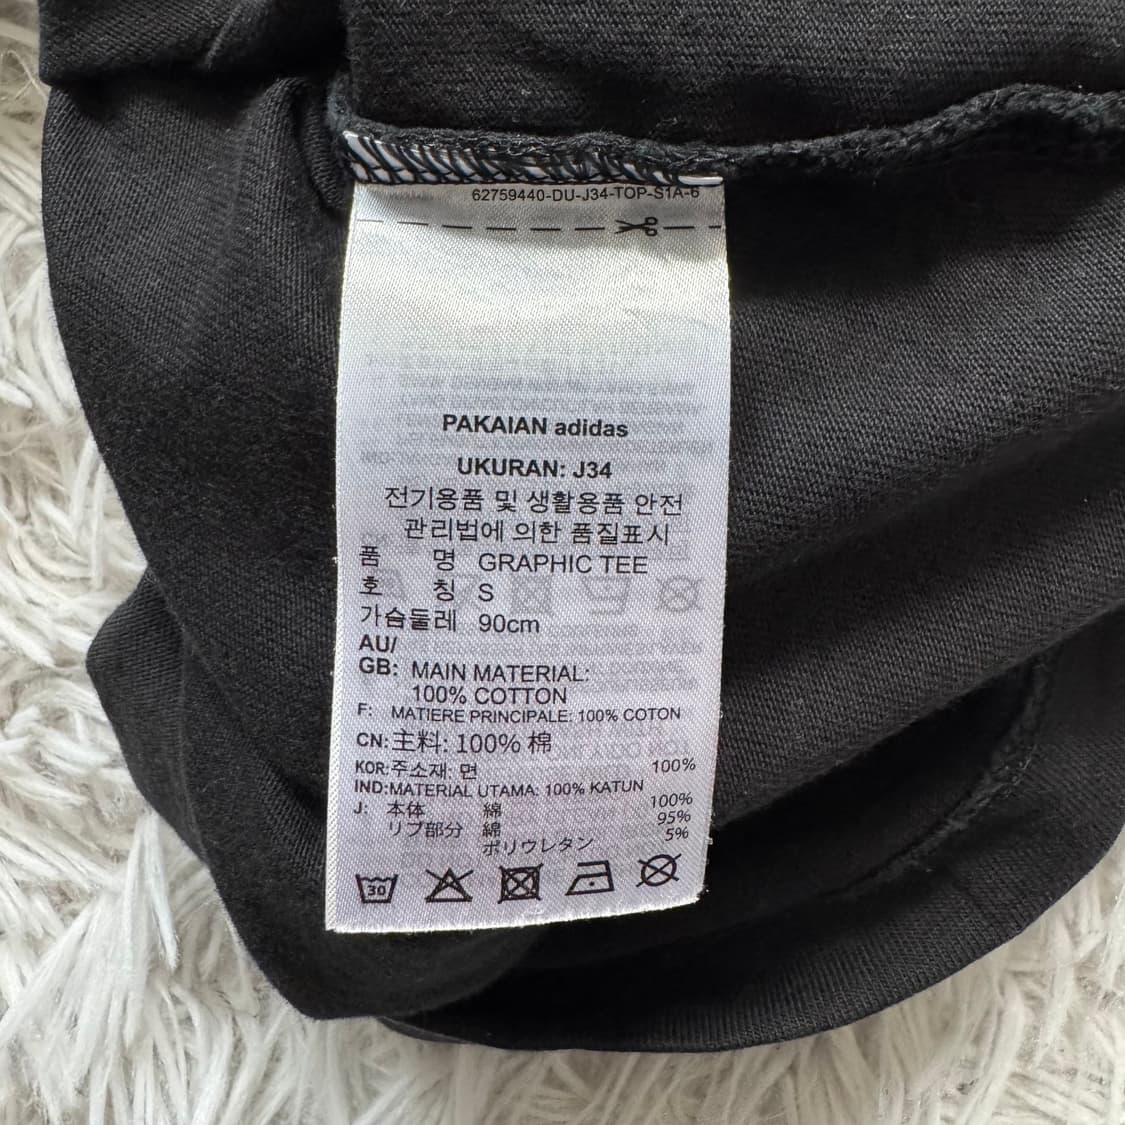 62759440-DU-J34-TOP-S1A-6
PAKAIAN adidas
UKURAN: J34
전기용품 및 생활용품 안전
관리법에 의한 품질표시
품 명 GRAPHIC TEE
호 칭 S
가슴둘레 90cm
AU/
GB: MAIN MATERIAL:
100% COTTON
F: MATIERE PRINCIPALE: 100% COTON
CN: 主料: 100% 棉
KOR: 주소재: 면 100%
IND: MATERIAL UTAMA: 100% KATUN
J: 本体 綿 100%
リブ部分 綿 95%
ポリウレタン 5%
30